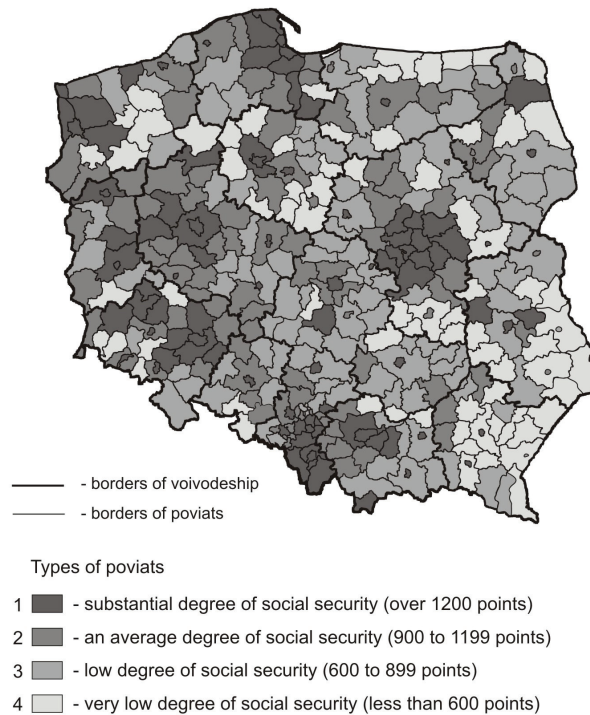 - borders of voivodeship
- borders of poviats
Types of poviats
1 - substantial degree of social security (over 1200 points)
2 - an average degree of social security (900 to 1199 points)
3 - low degree of social security (600 to 899 points)
4 - very low degree of social security (less than 600 points)